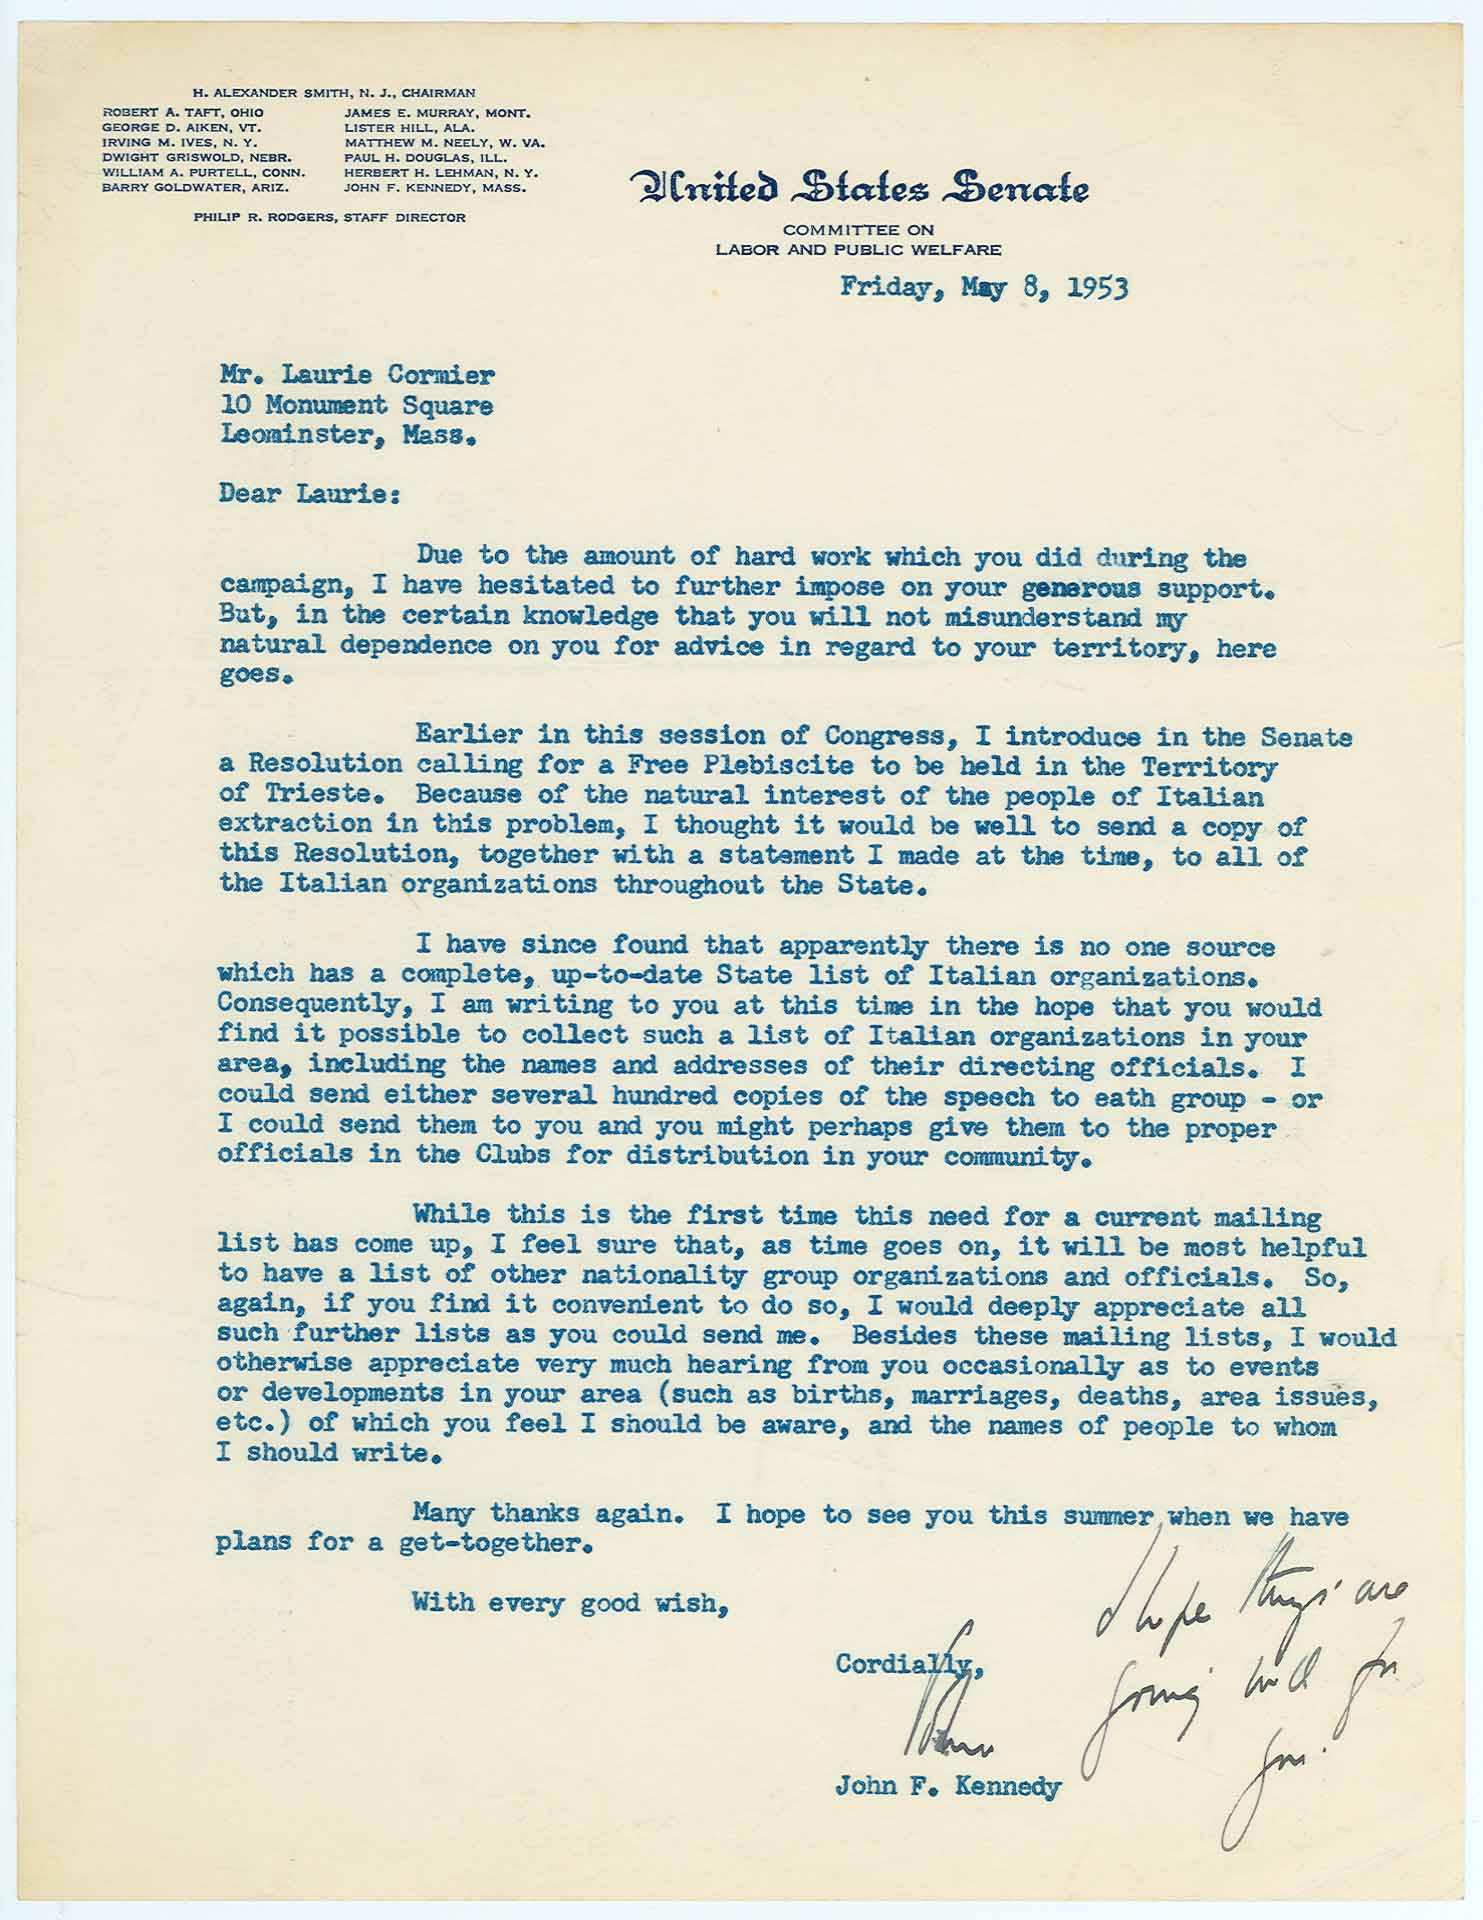 H. ALEXANDER SMITH, N. J., CHAIRMAN
ROBERT A. TAFT, OHIO
GEORGE D. AIKEN, VT.
IRVING M. IVES, N. Y.
DWIGHT GRISWOLD, NEBR.
WILLIAM A. PURTELL, CONN.
BARRY GOLDWATER, ARIZ.
JAMES E. MURRAY, MONT.
LISTER HILL, ALA.
MATTHEW M. NEELY, W. VA.
PAUL H. DOUGLAS, ILL.
HERBERT H. LEHMAN, N. Y.
JOHN F. KENNEDY, MASS.
PHILIP R. RODGERS, STAFF DIRECTOR
United States Senate
COMMITTEE ON
LABOR AND PUBLIC WELFARE
Friday, May 8, 1953
Mr. Laurie Cormier
10 Monument Square
Leominster, Mass.
Dear Laurie:
Due to the amount of hard work which you did during the
campaign, I have hesitated to further impose on your generous support.
But, in the certain knowledge that you will not misunderstand my
natural dependence on you for advice in regard to your territory, here
goes.
Earlier in this session of Congress, I introduce in the Senate
a Resolution calling for a Free Plebiscite to be held in the Territory
of Trieste. Because of the natural interest of the people of Italian
extraction in this problem, I thought it would be well to send a copy of
this Resolution, together with a statement I made at the time, to all of
the Italian organizations throughout the State.
I have since found that apparently there is no one source
which has a complete, up-to-date State list of Italian organizations.
Consequently, I am writing to you at this time in the hope that you would
find it possible to collect such a list of Italian organizations in your
area, including the names and addresses of their directing officials. I
could send either several hundred copies of the speech to eath group - or
I could send them to you and you might perhaps give them to the proper
officials in the Clubs for distribution in your community.
While this is the first time this need for a current mailing
list has come up, I feel sure that, as time goes on, it will be most helpful
to have a list of other nationality group organizations and officials. So,
again, if you find it convenient to do so, I would deeply appreciate all
such further lists as you could send me. Besides these mailing lists, I would
otherwise appreciate very much hearing from you occasionally as to events
or developments in your area (such as births, marriages, deaths, area issues,
etc.) of which you feel I should be aware, and the names of people to whom
I should write.
Many thanks again. I hope to see you this summer, when we have
plans for a get-together.
With every good wish,
Cordially,
John F. Kennedy
I hope things are
going well for
you.